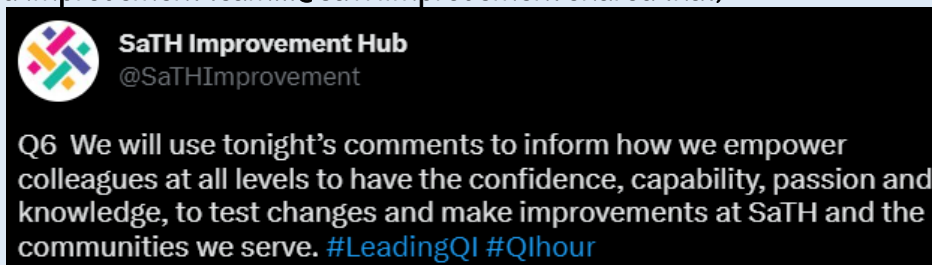 SaTH Improvement Hub
@SaTHImprovement
Q6 We will use tonight's comments to inform how we empower
colleagues at all levels to have the confidence, capability, passion and
knowledge, to test changes and make improvements at SaTH and the
communities we serve. #LeadingQI #QIhour